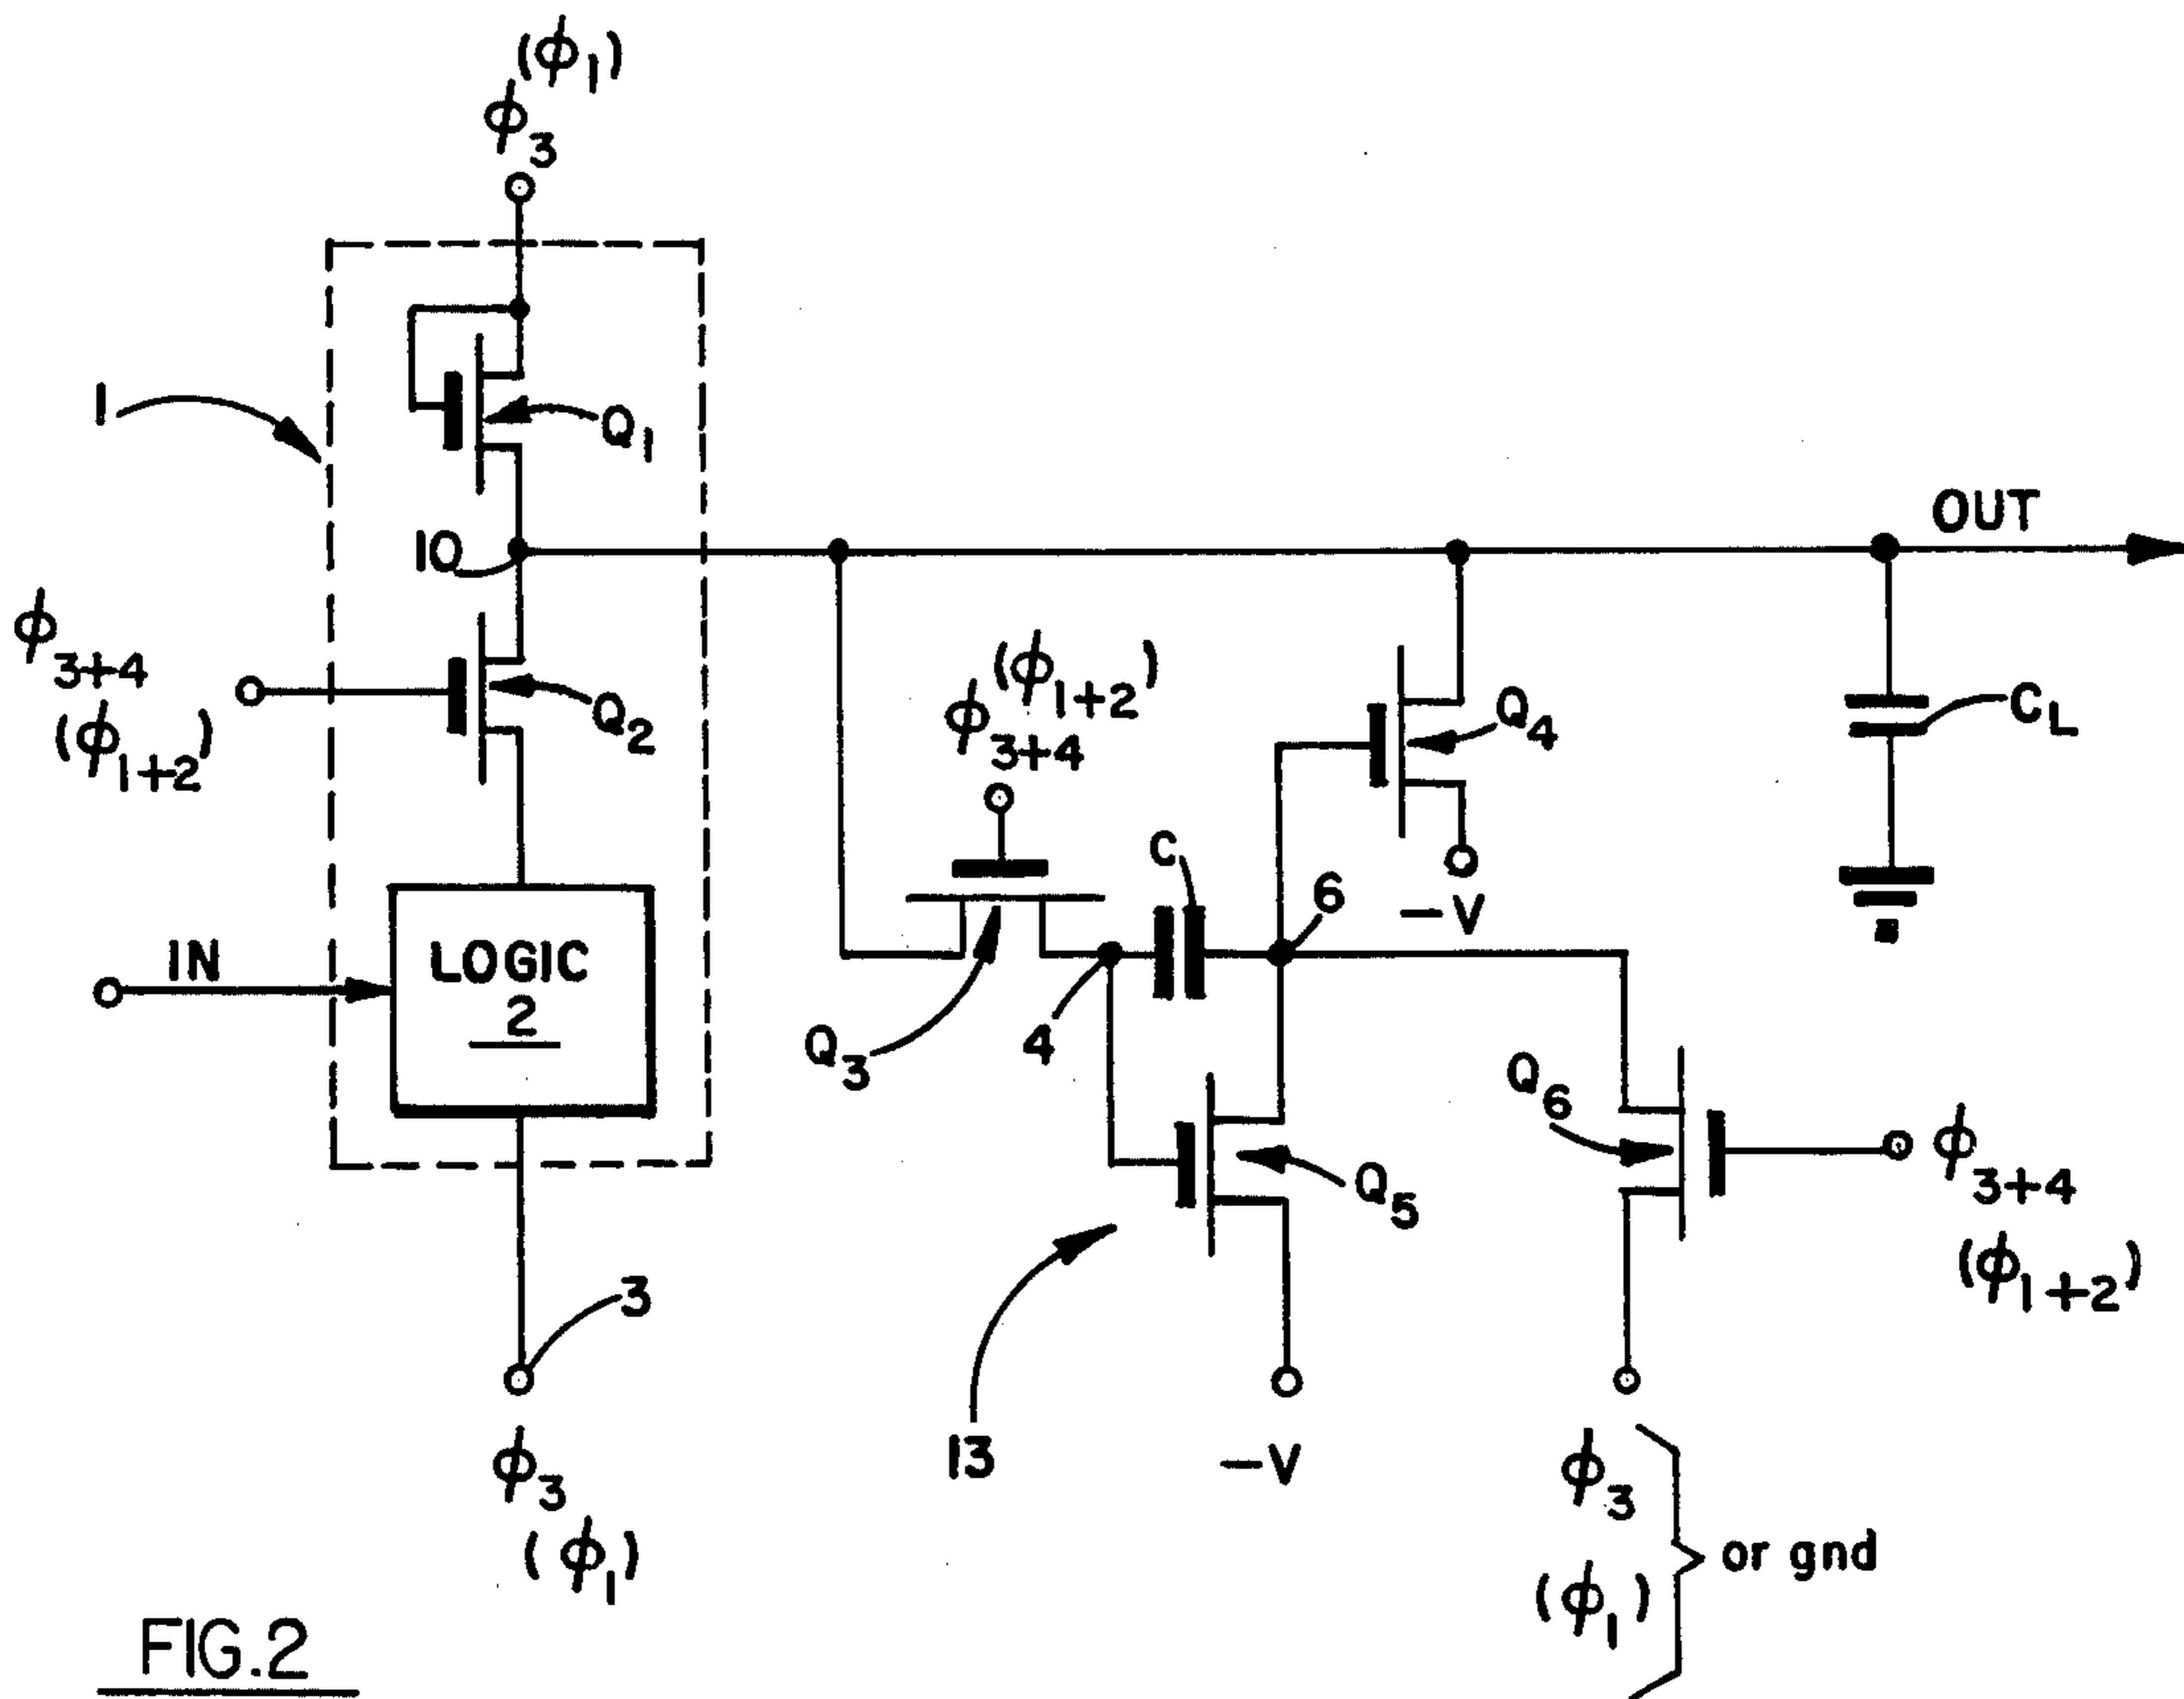 (ϕ1)
ϕ3
1
Q1
10
OUT
ϕ3+4
(ϕ1+2)
Q2
(ϕ1+2)
ϕ3+4
Q4
CL
C
6
-V
IN
LOGIC
2
Q3
4
Q6
Q5
ϕ3+4
(ϕ1+2)
3
13
-V
ϕ3
(ϕ1)
ϕ3
(ϕ1)
or gnd
FIG.2